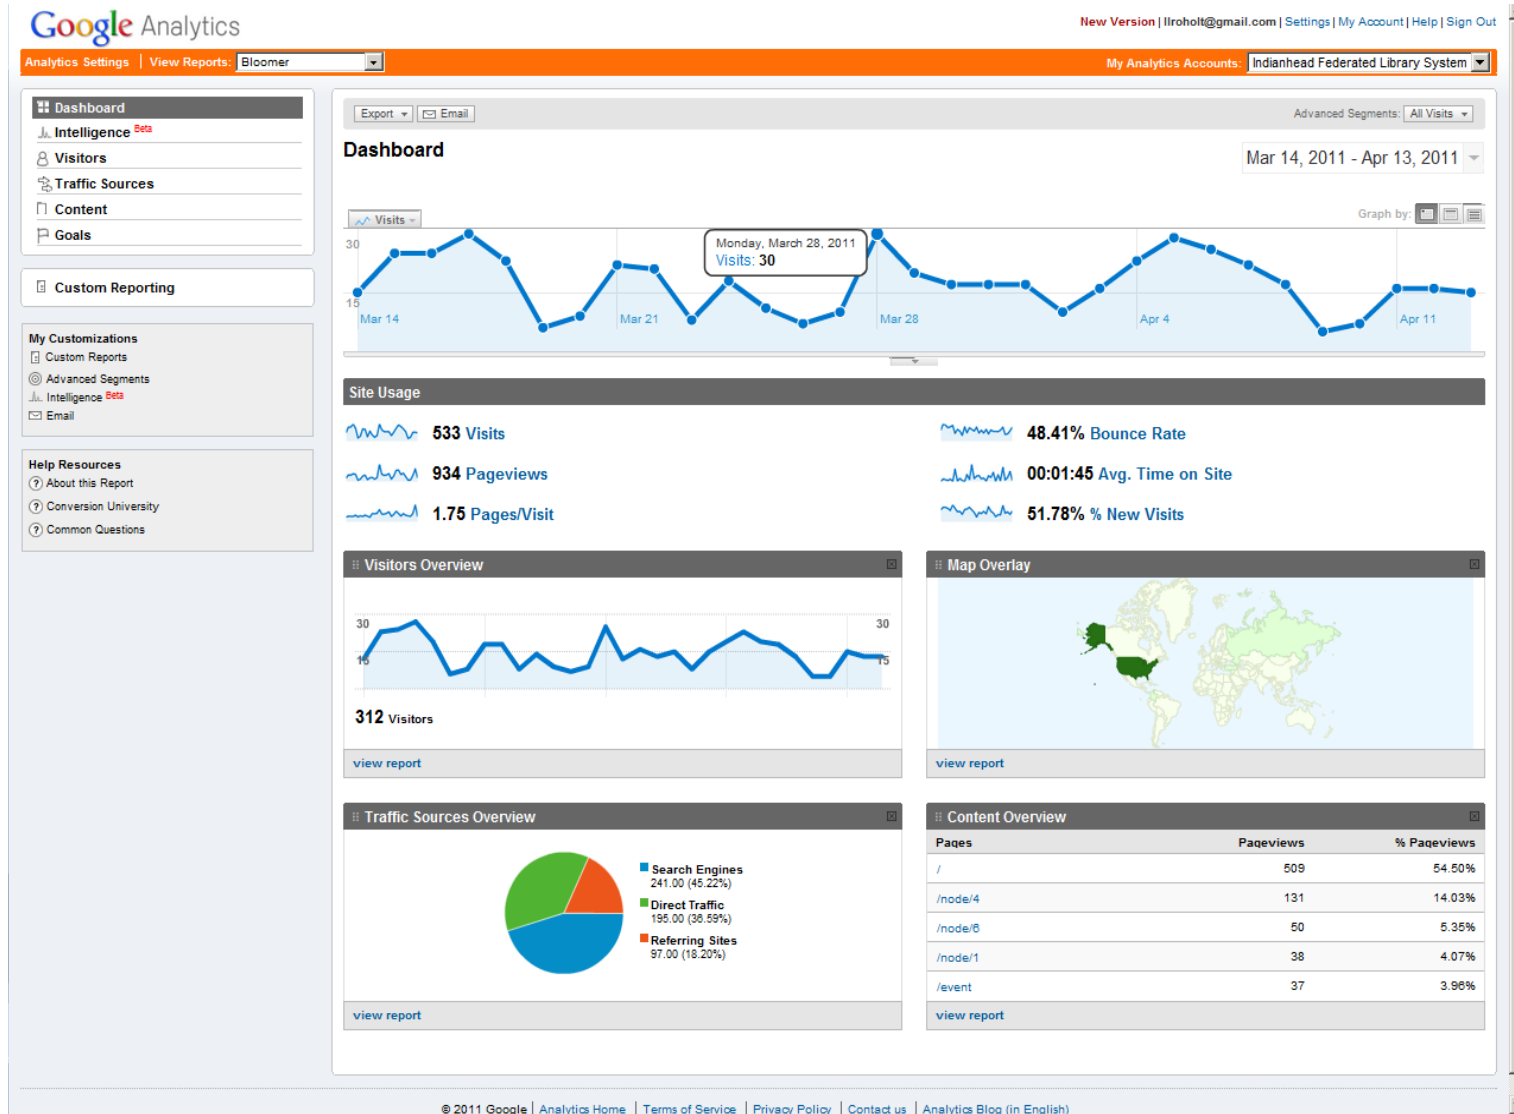 Google Analytics
New Version | llroholt@gmail.com | Settings | My Account | Help | Sign Out
Analytics Settings | View Reports: Bloomer
My Analytics Accounts: Indianhead Federated Library System
Dashboard
Intelligence Beta
Visitors
Traffic Sources
Content
Goals
Custom Reporting
My Customizations
Custom Reports
Advanced Segments
Intelligence Beta
Email
Help Resources
? About this Report
? Conversion University
? Common Questions
Export Email
Advanced Segments: All Visits
Dashboard
Mar 14, 2011 - Apr 13, 2011
Visits
Graph by:
30
Monday, March 28, 2011
Visits: 30
15
Mar 14 Mar 21 Mar 28 Apr 4 Apr 11
Site Usage
533 Visits
48.41% Bounce Rate
934 Pageviews
00:01:45 Avg. Time on Site
1.75 Pages/Visit
51.78% % New Visits
Visitors Overview
30 30
15 15
312 Visitors
view report
Map Overlay
view report
Traffic Sources Overview
Search Engines
241.00 (45.22%)
Direct Traffic
195.00 (36.59%)
Referring Sites
97.00 (18.20%)
view report
Content Overview
Pages Pageviews % Pageviews
/ 509 54.50%
/node/4 131 14.03%
/node/6 50 5.35%
/node/1 38 4.07%
/event 37 3.96%
view report
© 2011 Google | Analytics Home | Terms of Service | Privacy Policy | Contact us | Analytics Blog (in English)